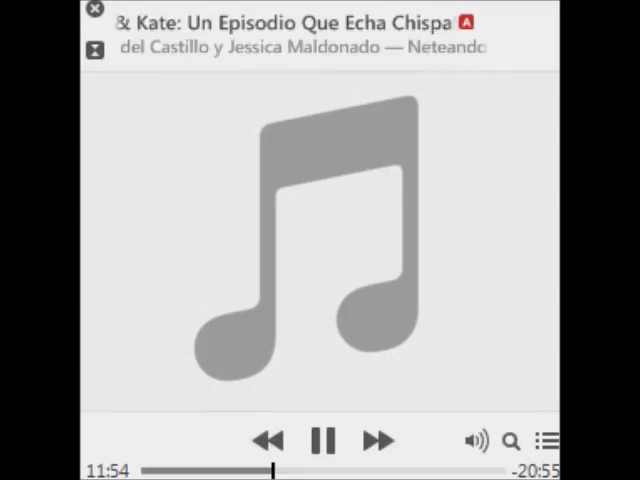 & Kate: Un Episodio Que Echa Chispa A
del Castillo y Jessica Maldonado — Neteando
11:54
-20:55